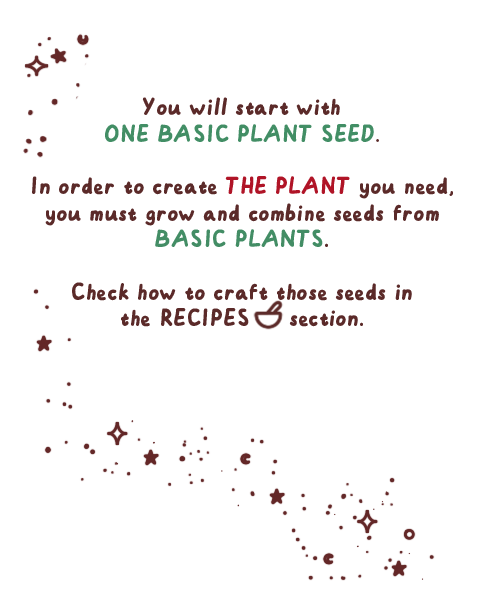 You will start with
ONE BASIC PLANT SEED.
In order to create THE PLANT you need,
you must grow and combine seeds from
BASIC PLANTS.
Check how to craft those seeds in
the RECIPES section.